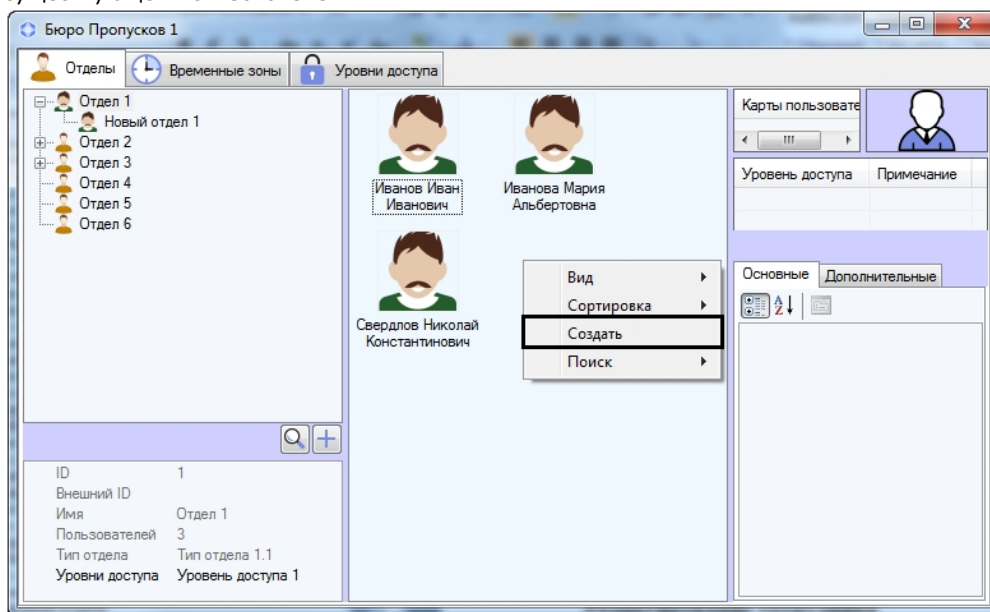 Бюро Пропусков 1
Отделы
Временные зоны
Уровни доступа
Отдел 1
Новый отдел 1
Отдел 2
Отдел 3
Отдел 4
Отдел 5
Отдел 6
ID 1
Внешний ID
Имя Отдел 1
Пользователей 3
Тип отдела Тип отдела 1.1
Уровни доступа Уровень доступа 1
Иванов Иван
Иванович
Иванова Мария
Альбертовна
Свердлов Николай
Константинович
Вид
Сортировка
Создать
Поиск
Карты пользовате
Уровень доступа Примечание
Основные Дополнительные